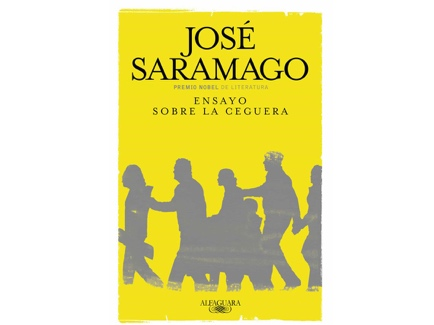 JOSÉ
SARAMAGO
PREMIO NOBEL DE LITERATURA
ENSAYO
SOBRE LA CEGUERA
ALFAGUARA